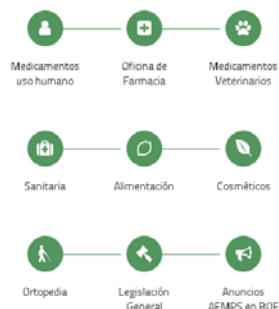 Medicamentos
uso humano
Oficina de
Farmacia
Medicamentos
Veterinarios
Sanitaria
Alimentación
Cosméticos
Ortopedia
Legislación
General
Anuncios
AEMPS en BOE